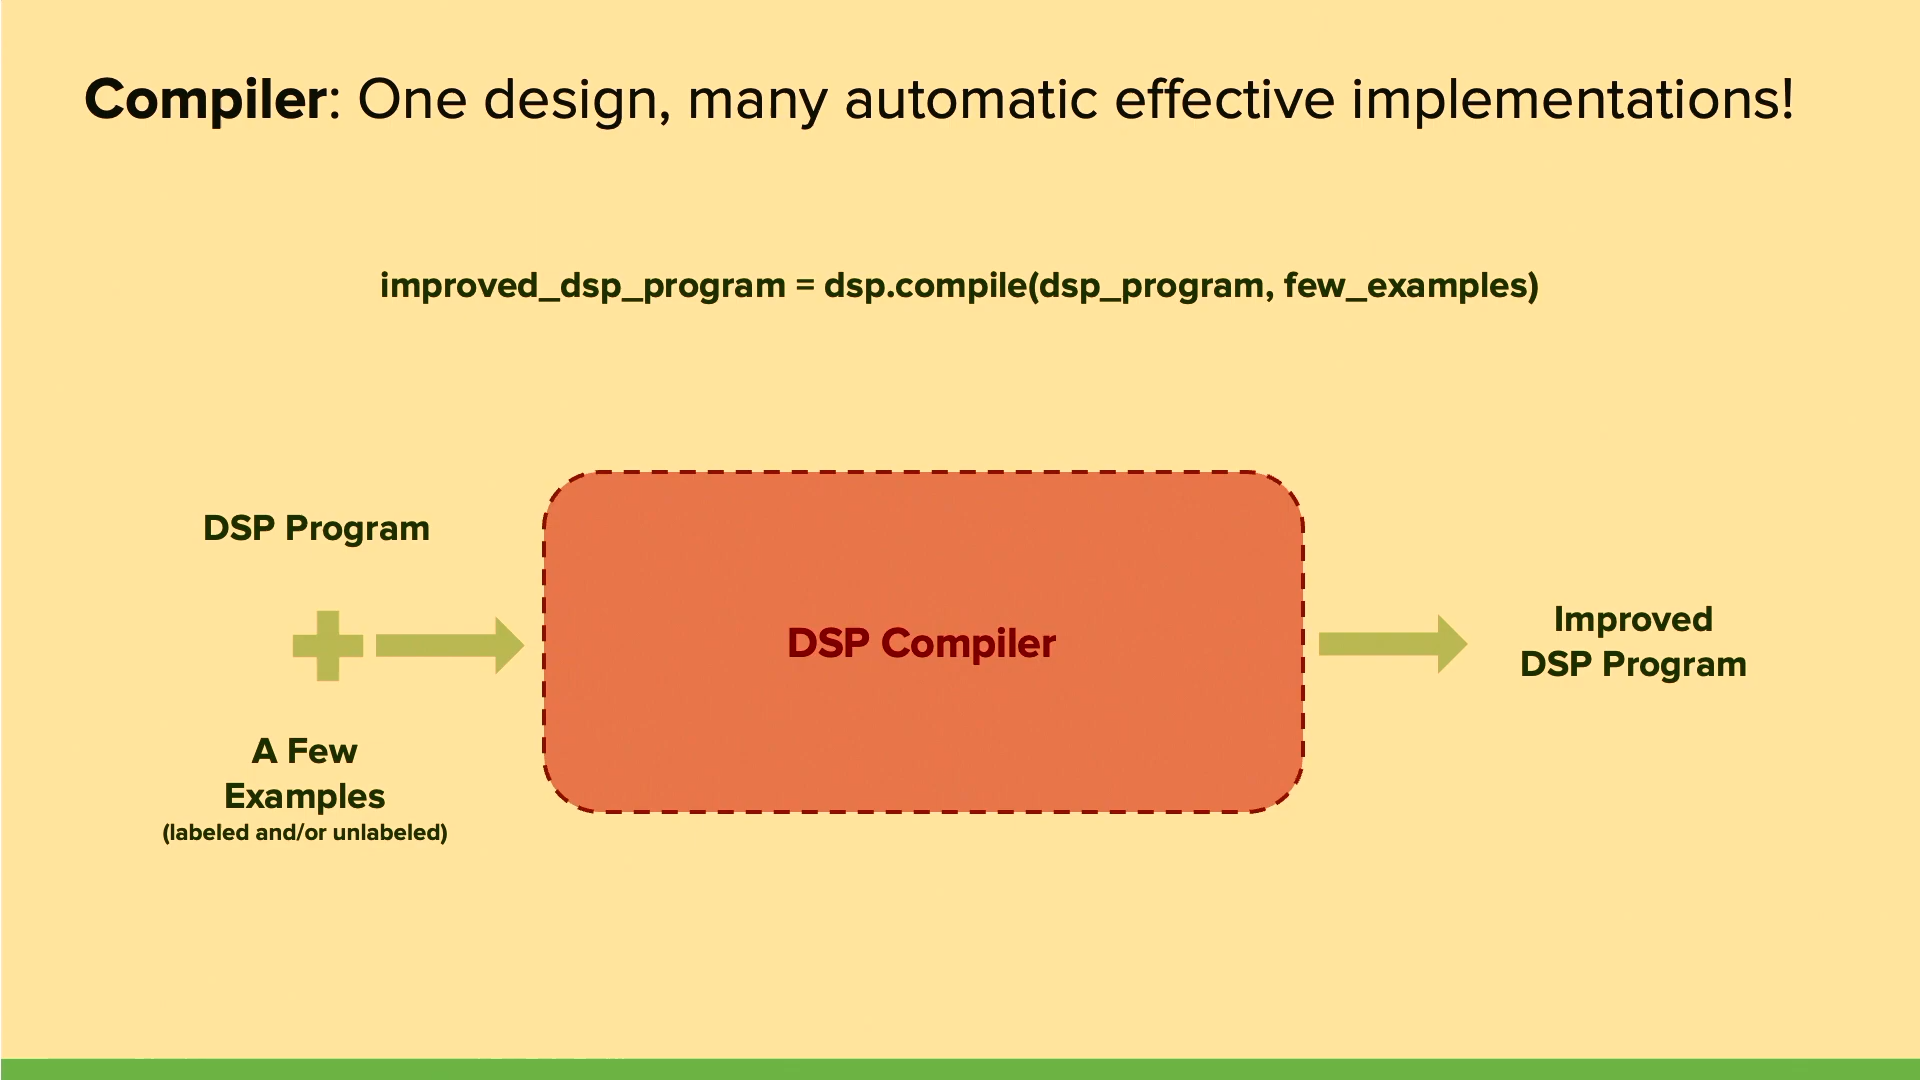 Compiler: One design, many automatic effective implementations!
improved_dsp_program = dsp.compile(dsp_program, few_examples)
DSP Program
A Few
Examples
(labeled and/or unlabeled)
DSP Compiler
Improved
DSP Program